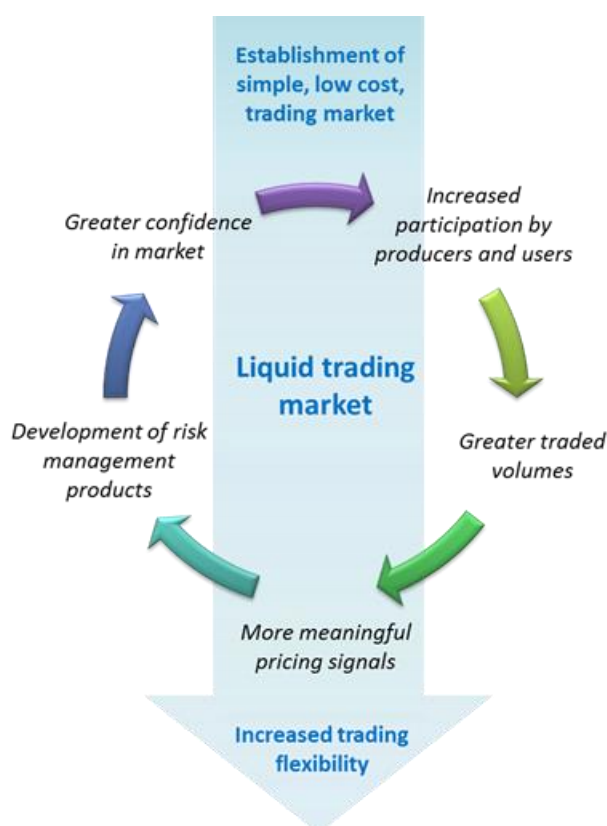 Establishment of
simple, low cost,
trading market
Increased
participation by
producers and users
Greater traded
volumes
More meaningful
pricing signals
Development of risk
management
products
Greater confidence
in market
Liquid trading
market
Increased trading
flexibility